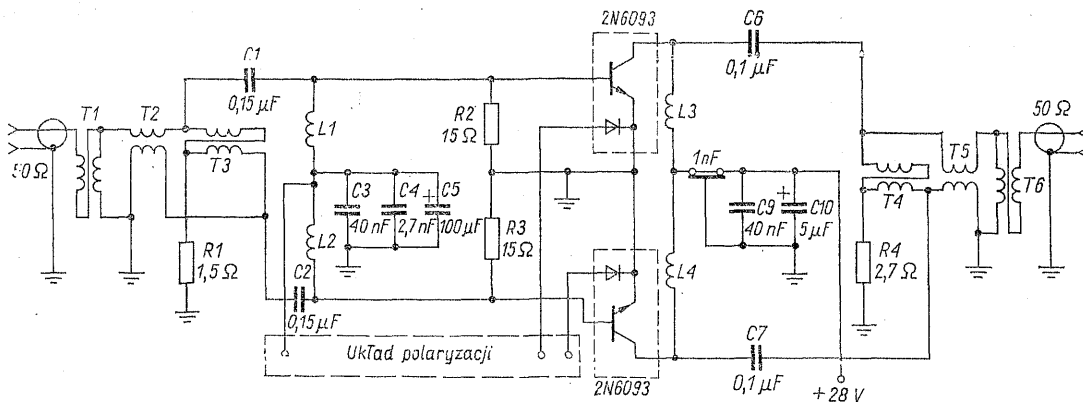 2N6093
C6
0,1 µF
C1
0,15 µF
T1
T2
T3
50 Ω
L1
R2
15 Ω
L3
1nF
50 Ω
T5
T6
T4
C3
40 nF
C4
2,7 nF
C5
+
100 µF
L2
R3
15 Ω
C9
40 nF
+
C10
5 µF
R1
1,5 Ω
C2
0,15 µF
L4
R4
2,7 Ω
Układ polaryzacji
C7
0,1 µF
2N6093
+28 V